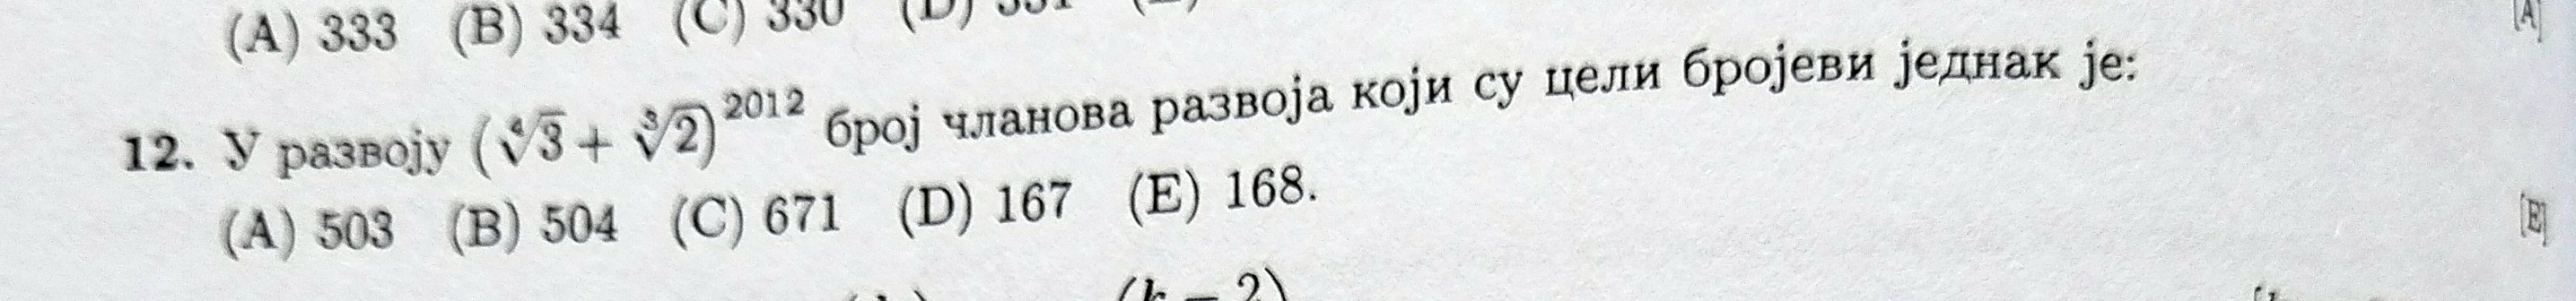 (A) 333 (B) 334 (C) 330 (D) [A]
12. У развоју (∜3 + ∛2)^2012 број чланова развоја који су цели бројеви једнак је:
(A) 503 (B) 504 (C) 671 (D) 167 (E) 168. [E]
(k − 2)